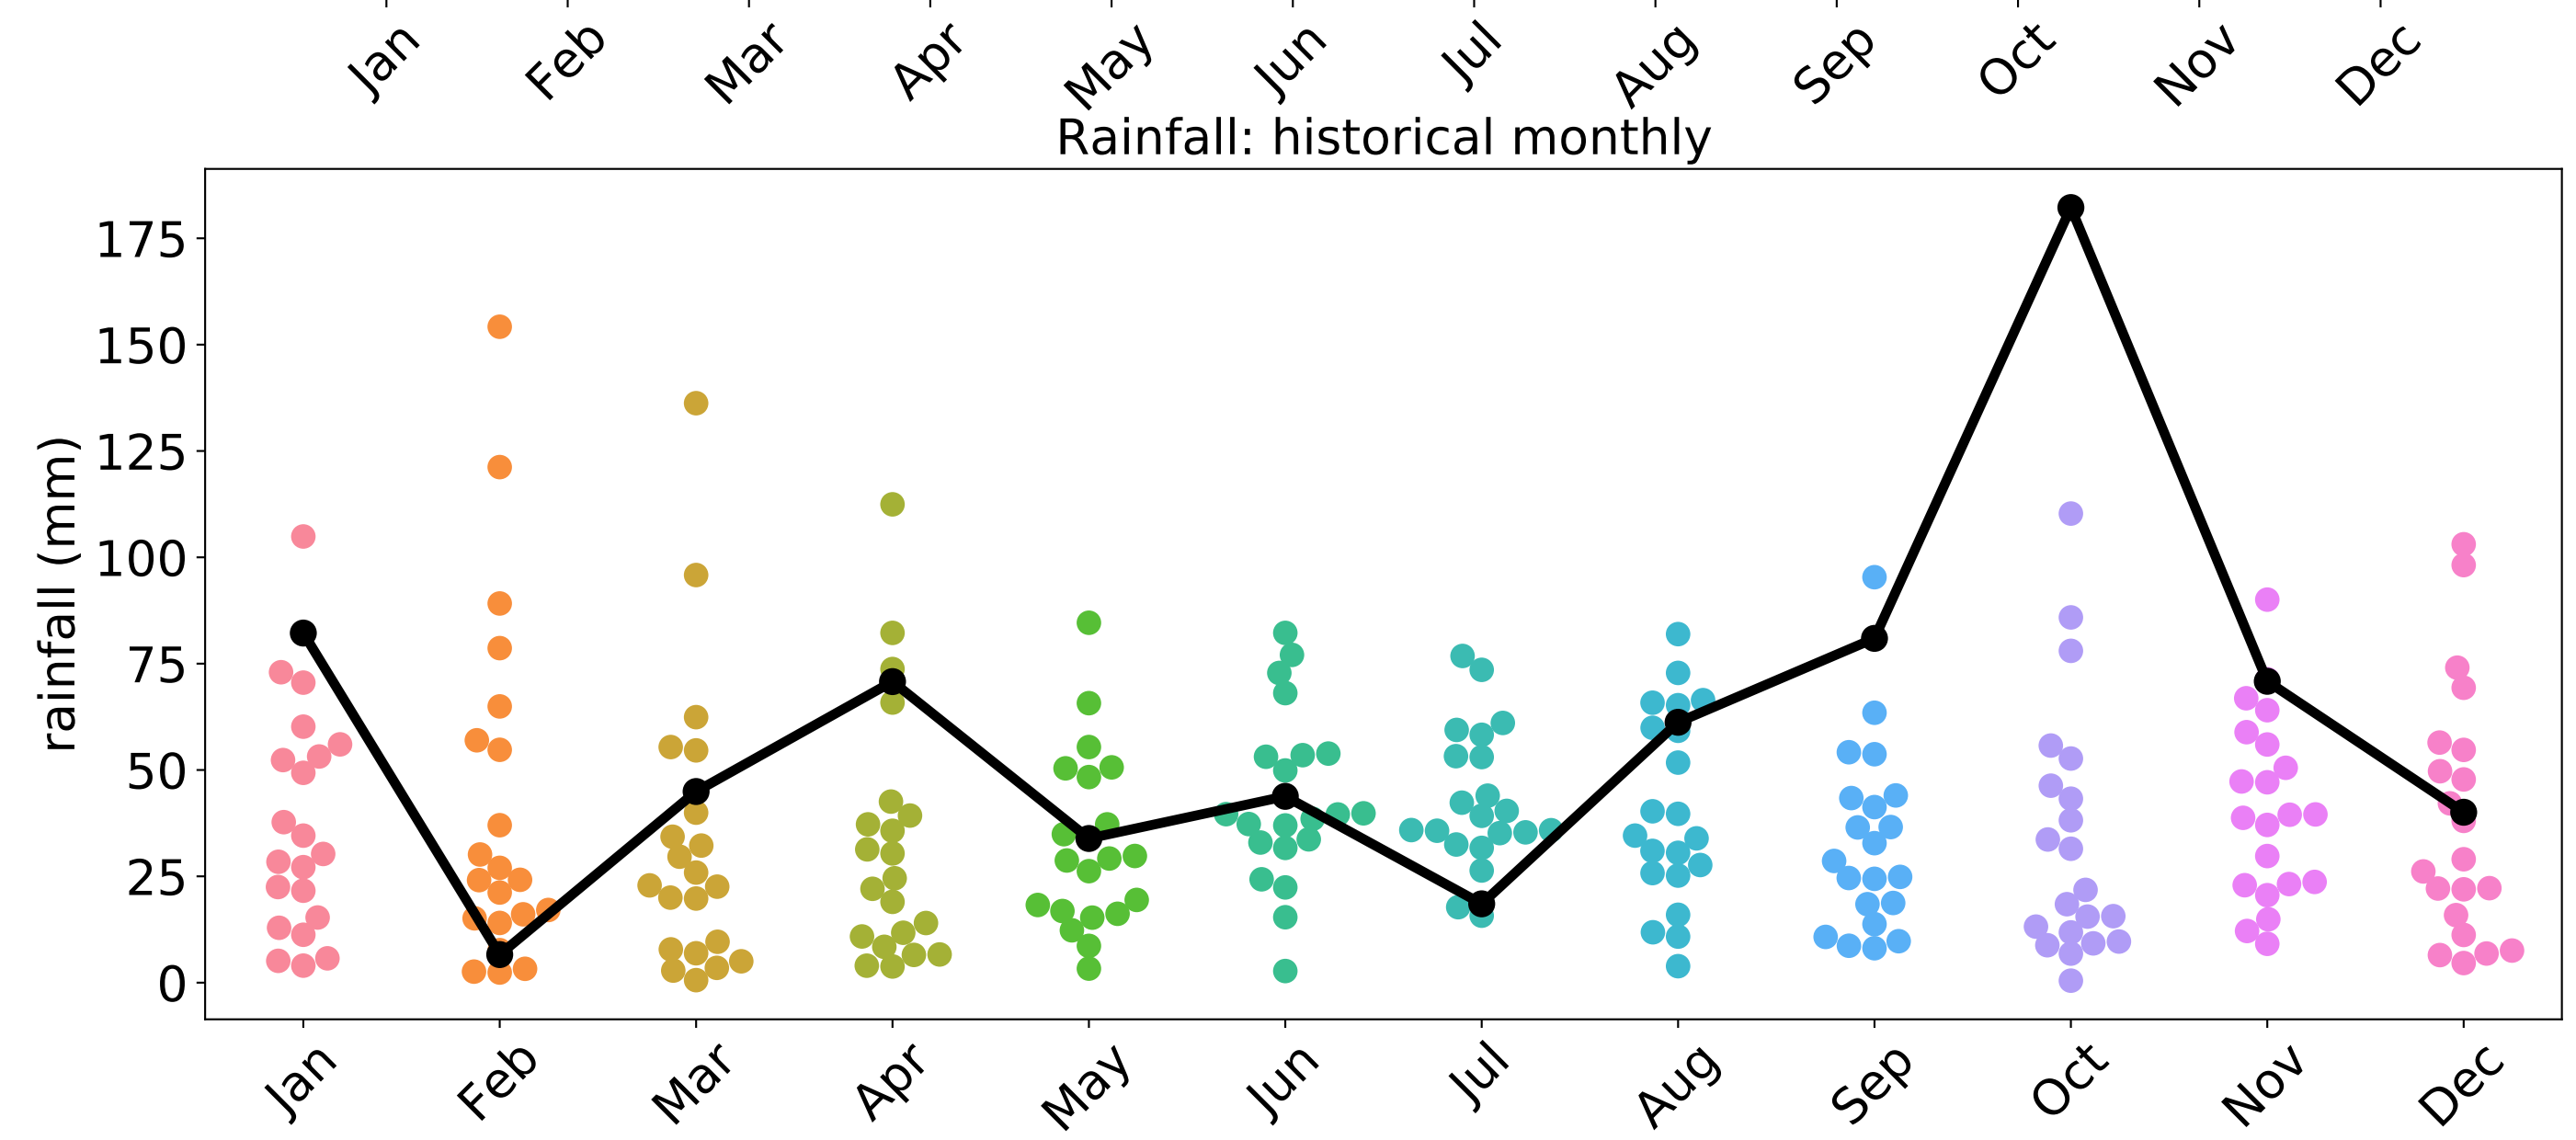 Jan Feb Mar Apr May Jun Jul Aug Sep Oct Nov Dec
Rainfall: historical monthly
rainfall (mm)
175
150
125
100
75
50
25
0
Jan Feb Mar Apr May Jun Jul Aug Sep Oct Nov Dec